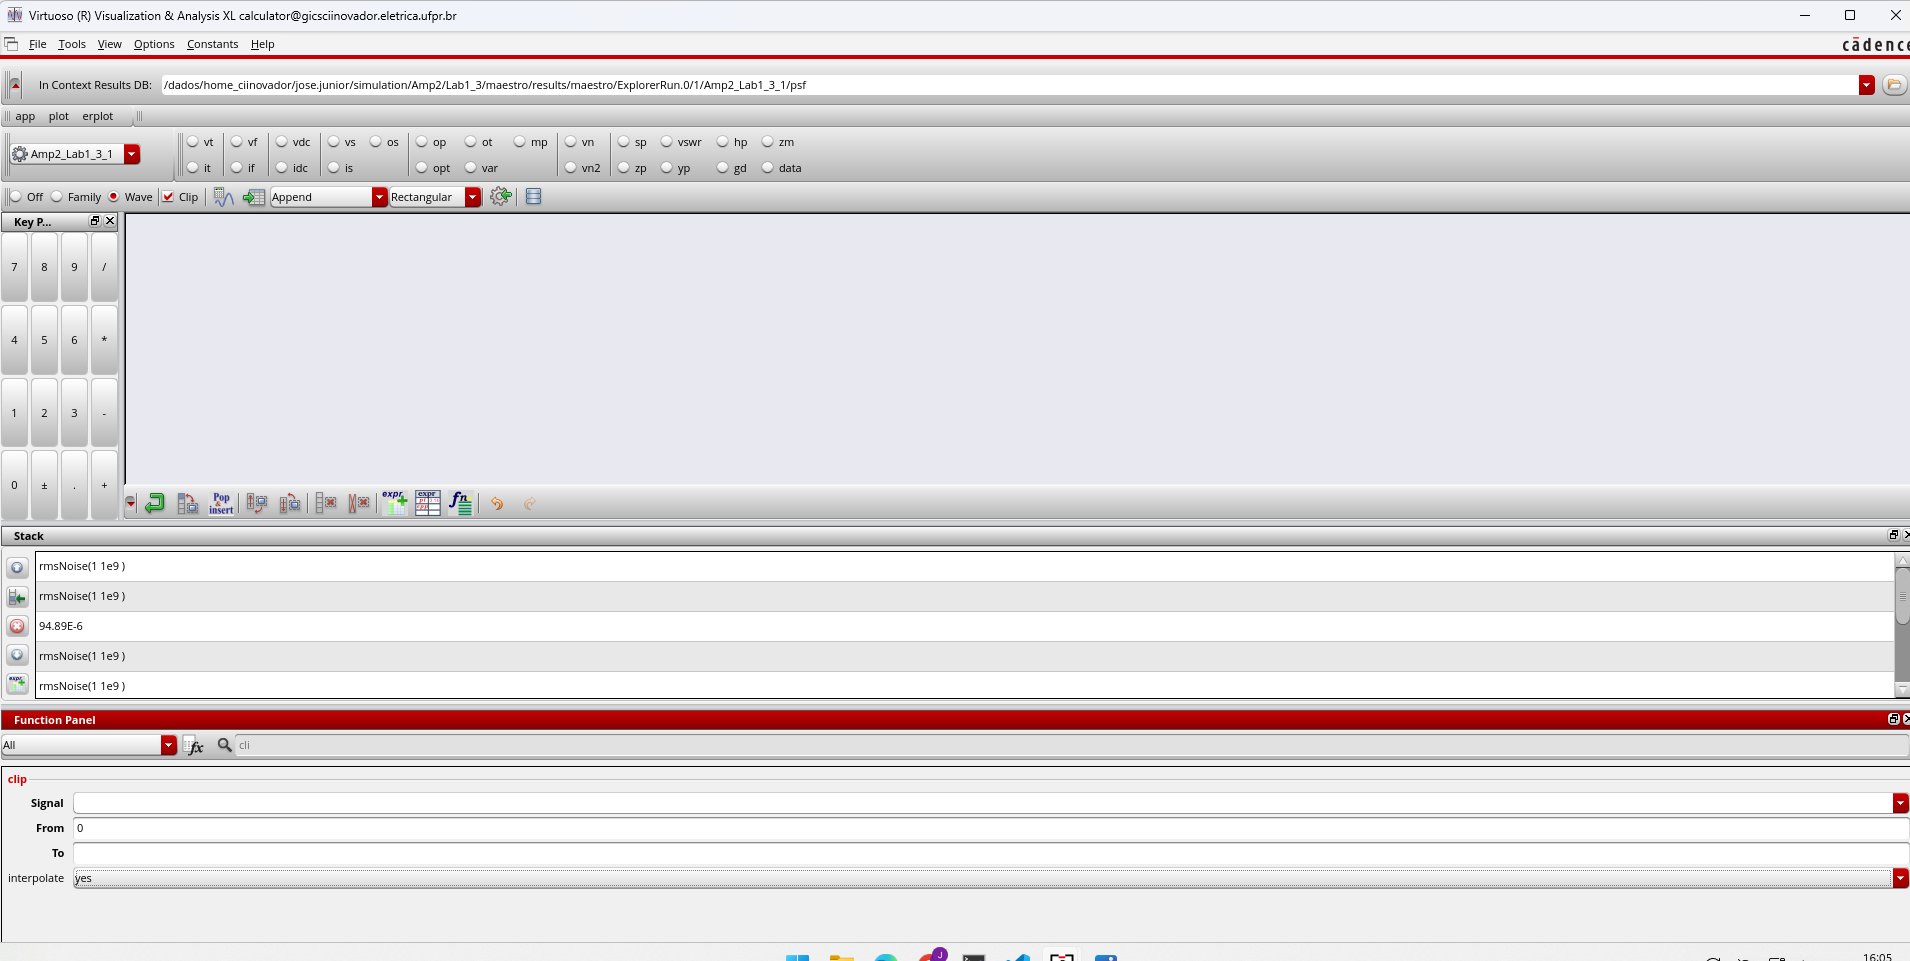 Virtuoso (R) Visualization & Analysis XL calculator@gicsciinovador.eletrica.ufpr.br
File Tools View Options Constants Help
cādence
In Context Results DB: /dados/home_ciinovador/jose.junior/simulation/Amp2/Lab1_3/maestro/results/maestro/ExplorerRun.0/1/Amp2_Lab1_3_1/psf
app plot erplot
vt vf vdc vs os op ot mp vn sp vswr hp zm
Amp2_Lab1_3_1
it if idc is opt var vn2 zp yp gd data
Off Family Wave Clip Append Rectangular
Key P...
7 8 9 /
4 5 6 *
1 2 3 -
0 ± . +
Pop & insert expr expr fn
Stack
rmsNoise(1 1e9 )
rmsNoise(1 1e9 )
94.89E-6
rmsNoise(1 1e9 )
expr rmsNoise(1 1e9 )
Function Panel
All fx cli
clip
Signal
From 0
To
interpolate yes
J
16:05